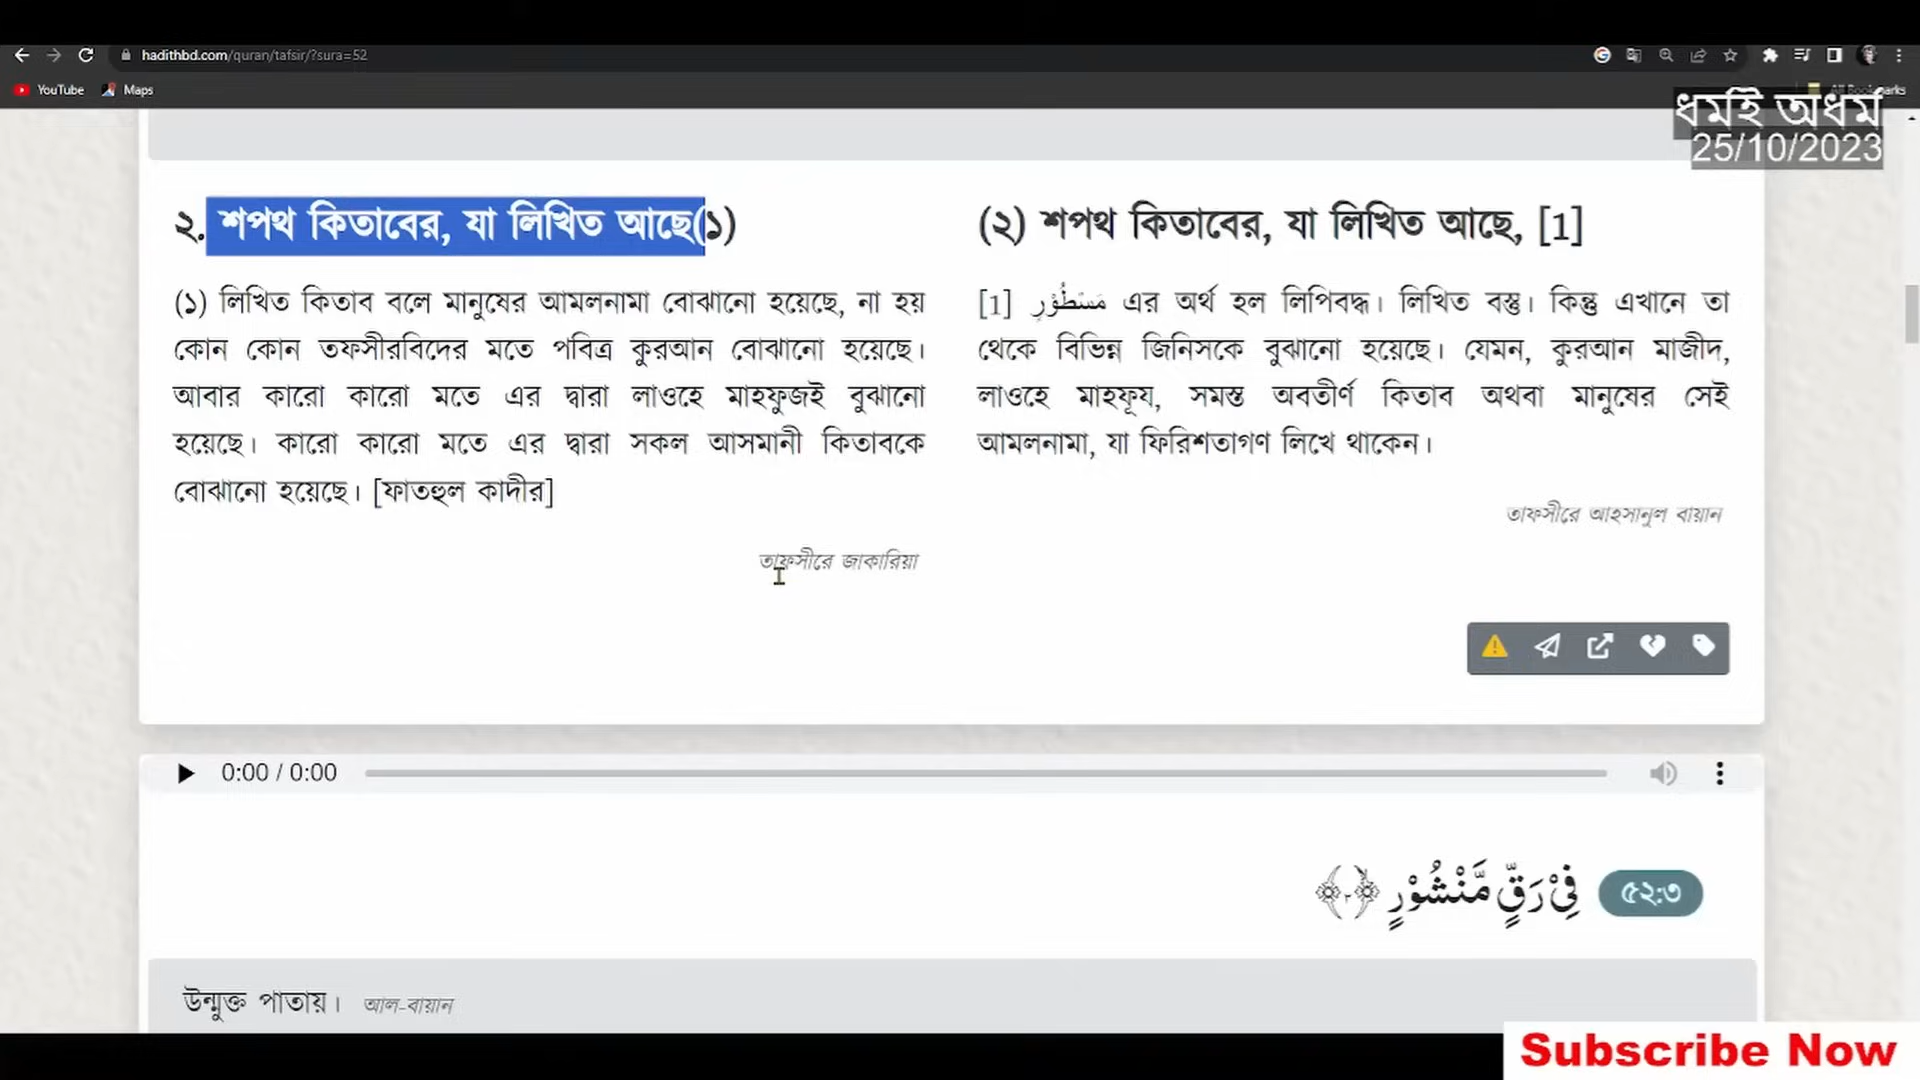 hadithbd.com/quran/tafsir/?sura=52
YouTube
Maps
ধর্মই অধর্ম
25/10/2023
২. শপথ কিতাবের, যা লিখিত আছে(১)
(১) লিখিত কিতাব বলে মানুষের আমলনামা বোঝানো হয়েছে, না হয়
কোন কোন তফসীরবিদের মতে পবিত্র কুরআন বোঝানো হয়েছে।
আবার কারো কারো মতে এর দ্বারা লাওহে মাহফুজই বুঝানো
হয়েছে। কারো কারো মতে এর দ্বারা সকল আসমানী কিতাবকে
বোঝানো হয়েছে। [ফাতহুল কাদীর]
তাফসীরে জাকারিয়া
(২) শপথ কিতাবের, যা লিখিত আছে, [1]
[1] مَسْطُوْرٍ এর অর্থ হল লিপিবদ্ধ। লিখিত বস্তু। কিন্তু এখানে তা
থেকে বিভিন্ন জিনিসকে বুঝানো হয়েছে। যেমন, কুরআন মাজীদ,
লাওহে মাহফূয, সমস্ত অবতীর্ণ কিতাব অথবা মানুষের সেই
আমলনামা, যা ফিরিশতাগণ লিখে থাকেন।
তাফসীরে আহসানুল বায়ান
0:00 / 0:00
৫২:৩ فِیْ رَقٍّ مَّنْشُوْرٍ ﴿۳﴾
উন্মুক্ত পাতায়। আল-বায়ান
Subscribe Now